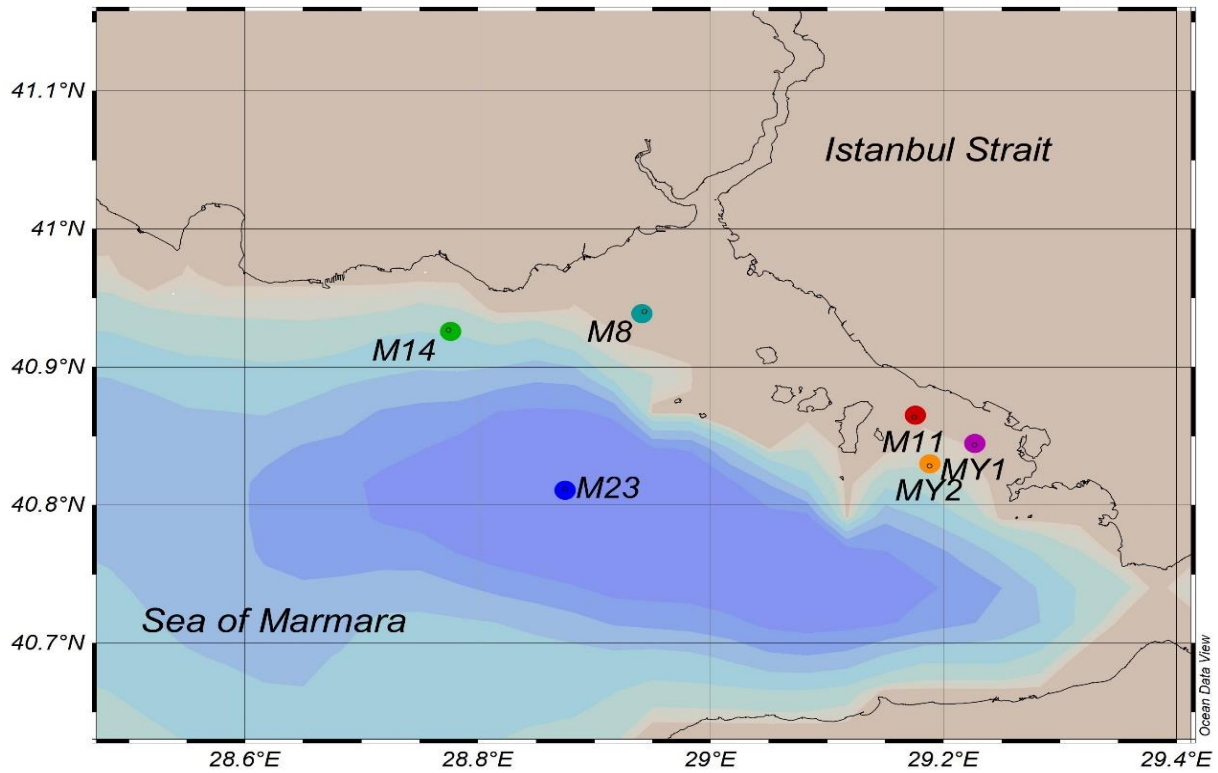 41.1°N
Istanbul Strait
41°N
M8
M14
40.9°N
M11
MY1
MY2
M23
40.8°N
Sea of Marmara
40.7°N
Ocean Data View
28.6°E
28.8°E
29°E
29.2°E
29.4°E